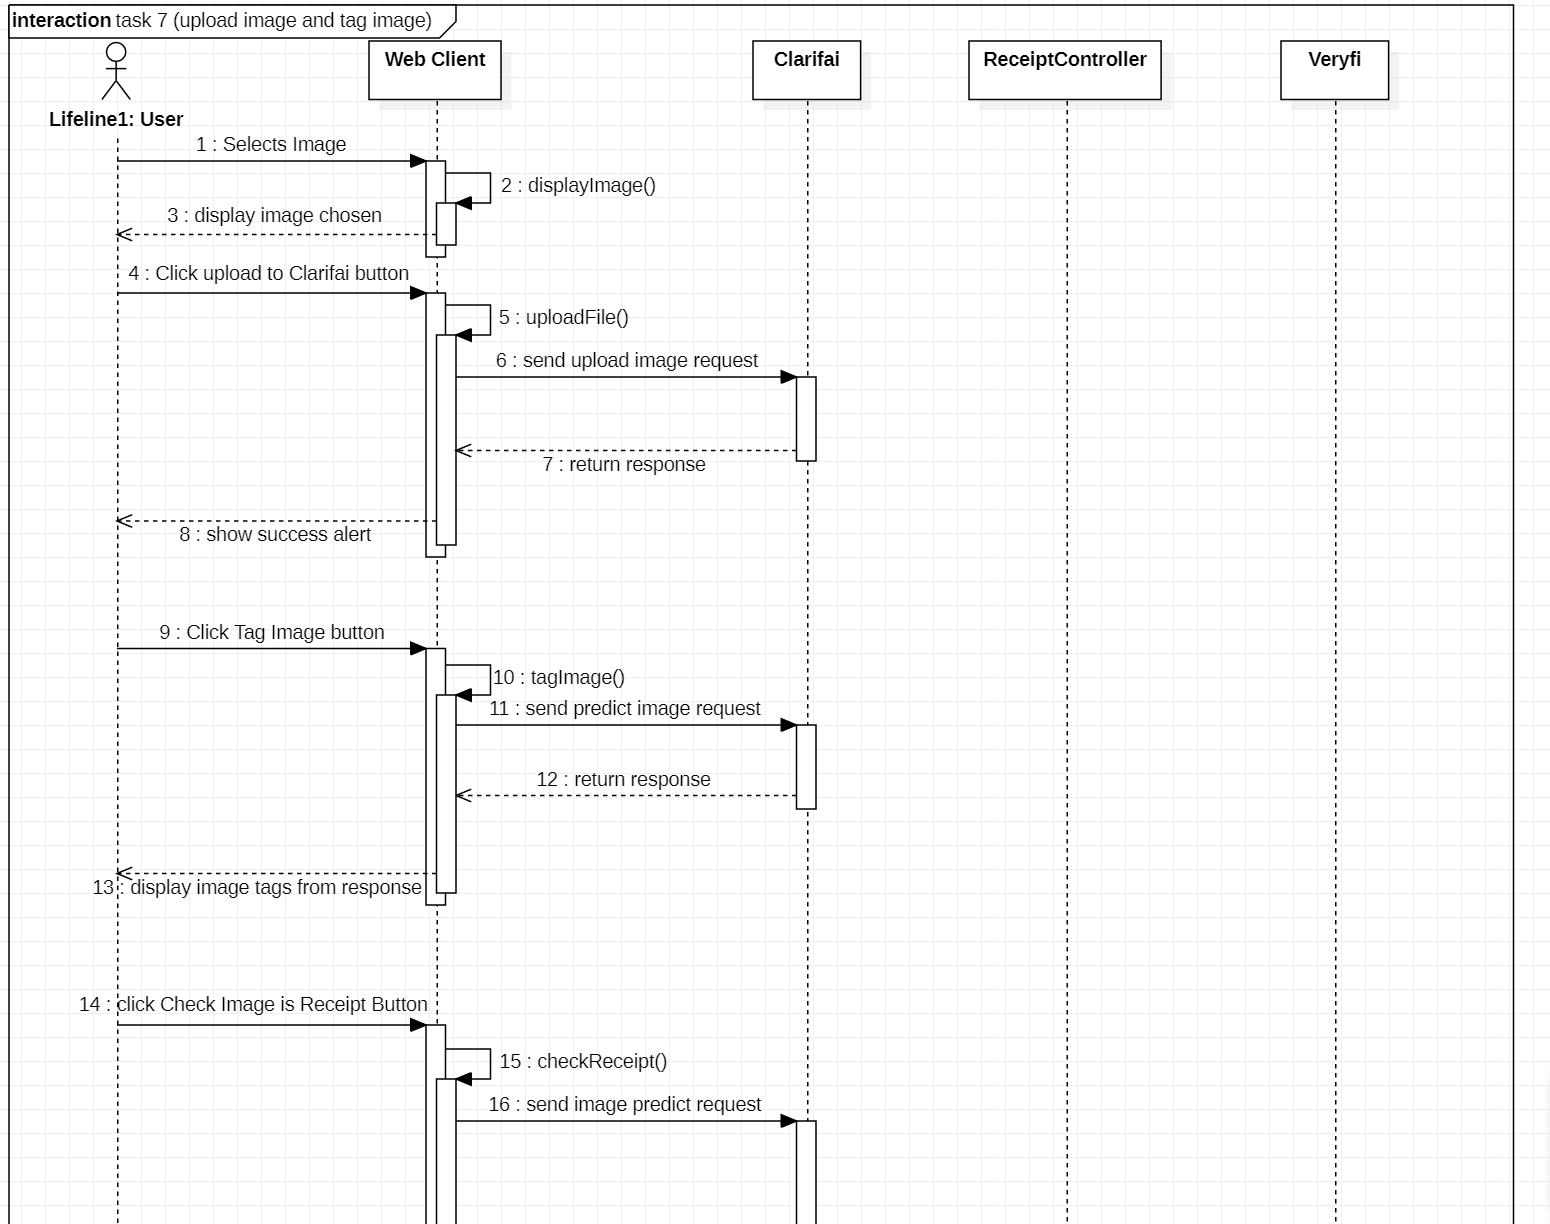 interaction task 7 (upload image and tag image)
Web Client
Clarifai
ReceiptController
Veryfi
Lifeline1: User
1 : Selects Image
2 : displayImage()
3 : display image chosen
4 : Click upload to Clarifai button
5 : uploadFile()
6 : send upload image request
7 : return response
8 : show success alert
9 : Click Tag Image button
10 : tagImage()
11 : send predict image request
12 : return response
13 : display image tags from response
14 : click Check Image is Receipt Button
15 : checkReceipt()
16 : send image predict request